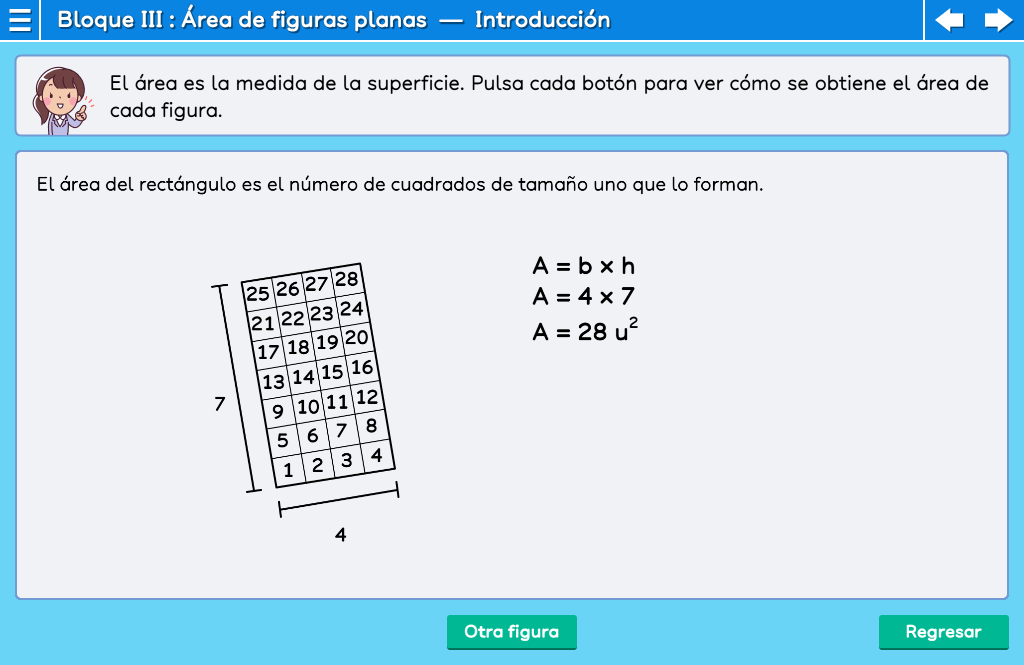 Bloque III : Área de figuras planas — Introducción
El área es la medida de la superficie. Pulsa cada botón para ver cómo se obtiene el área de
cada figura.
El área del rectángulo es el número de cuadrados de tamaño uno que lo forman.
25 26 27 28
21 22 23 24
17 18 19 20
13 14 15 16
9 10 11 12
5 6 7 8
1 2 3 4
7
4
A = b × h
A = 4 × 7
A = 28 u²
Otra figura
Regresar